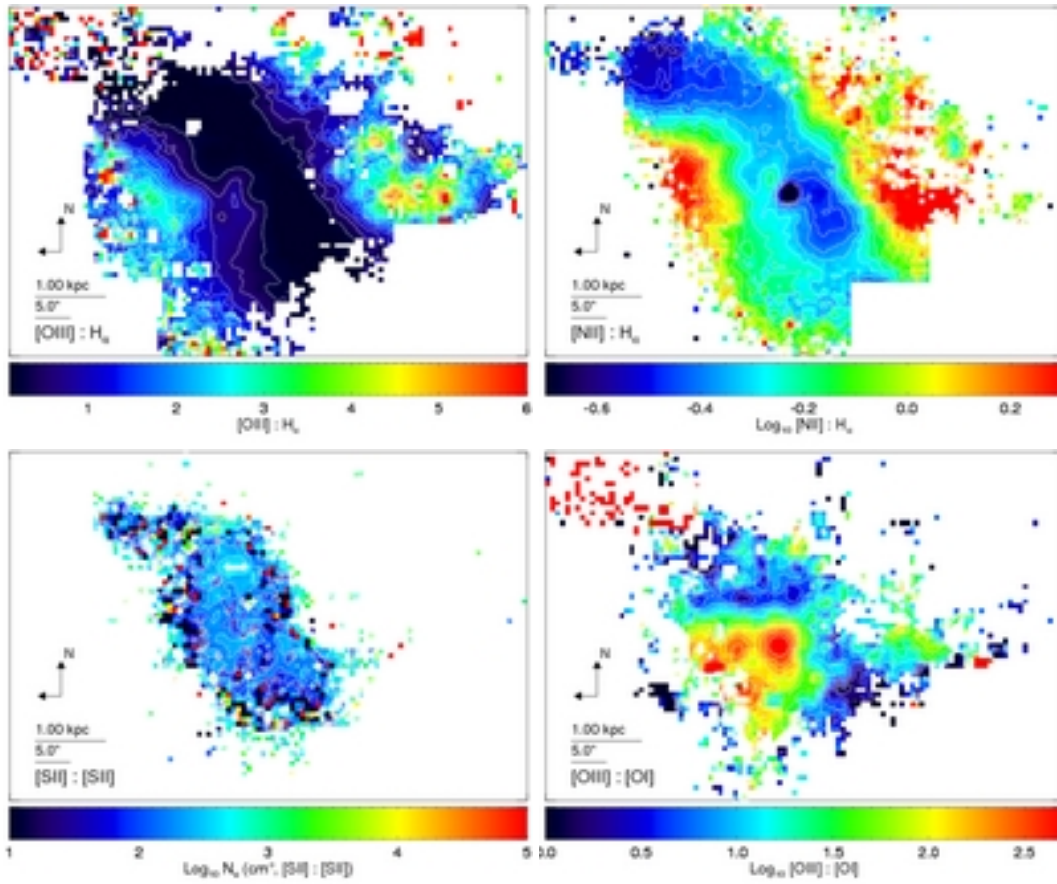 N
1.00 kpc
5.0"
[OIII] : Hα
1 2 3 4 5 6
[OIII] : Hα
N
1.00 kpc
5.0"
[NII] : Hα
-0.6 -0.4 -0.2 0.0 0.2
Log₁₀ [NII] : Hα
N
1.00 kpc
5.0"
[SII] : [SII]
1 2 3 4 5
Log₁₀ Nₑ (cm, [SII] : [SII])
N
1.00 kpc
5.0"
[OIII] : [OI]
0.0 0.5 1.0 1.5 2.0 2.5
Log₁₀ [OIII] : [OI]